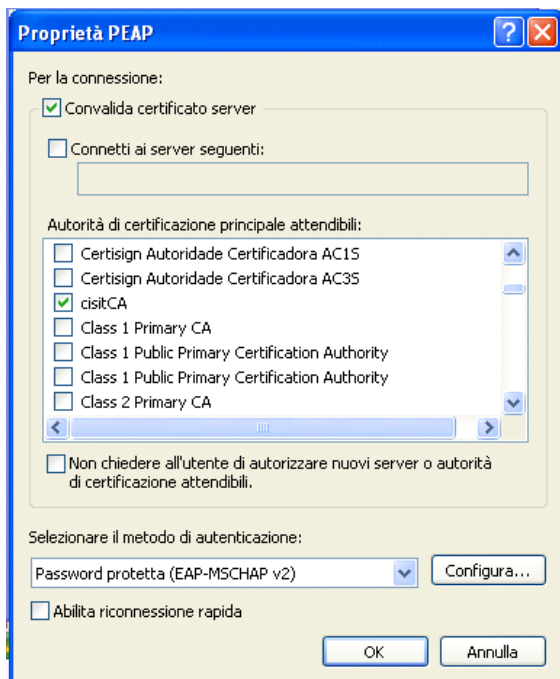 Proprietà PEAP
Per la connessione:
Convalida certificato server
Connetti ai server seguenti:
Autorità di certificazione principale attendibili:
Certisign Autoridade Certificadora AC1S
Certisign Autoridade Certificadora AC3S
cisitCA
Class 1 Primary CA
Class 1 Public Primary Certification Authority
Class 1 Public Primary Certification Authority
Class 2 Primary CA
Non chiedere all'utente di autorizzare nuovi server o autorità
di certificazione attendibili.
Selezionare il metodo di autenticazione:
Password protetta (EAP-MSCHAP v2)
Configura...
Abilita riconnessione rapida
OK
Annulla